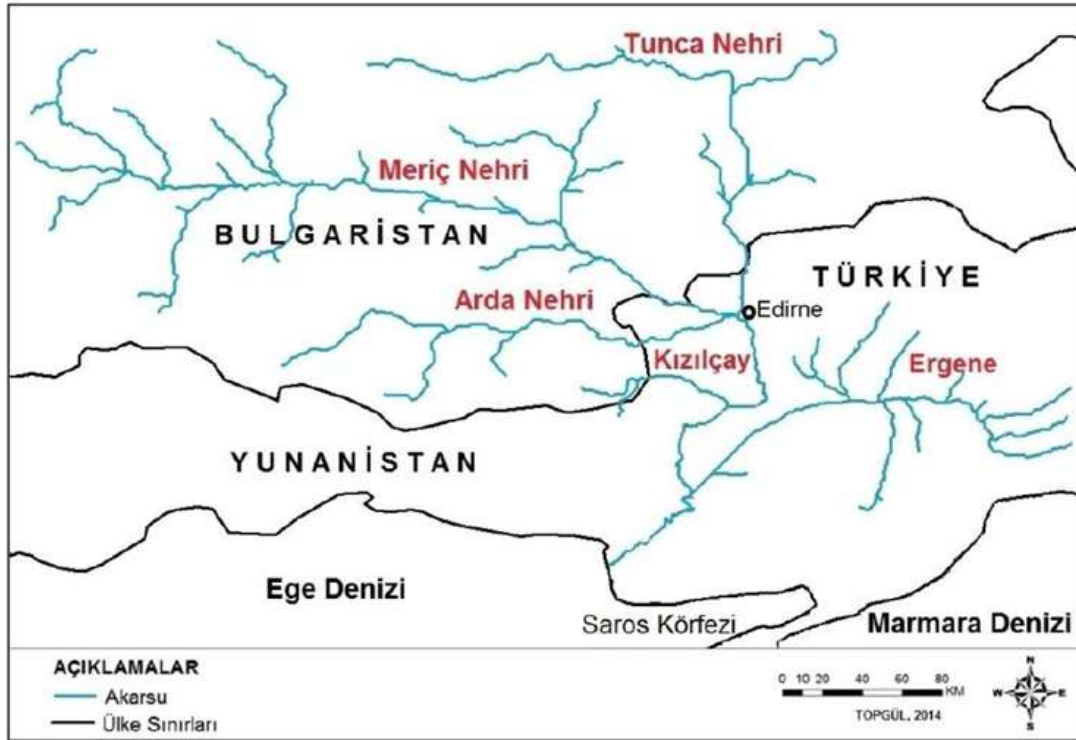 Tunca Nehri
Meriç Nehri
BULGARİSTAN
TÜRKİYE
Arda Nehri
Edirne
Kızılçay
Ergene
YUNANİSTAN
Ege Denizi
Saros Körfezi
Marmara Denizi
AÇIKLAMALAR
Akarsu
Ülke Sınırları
0 10 20 40 60 80
KM
TOPGÜL, 2014
N
W E
S